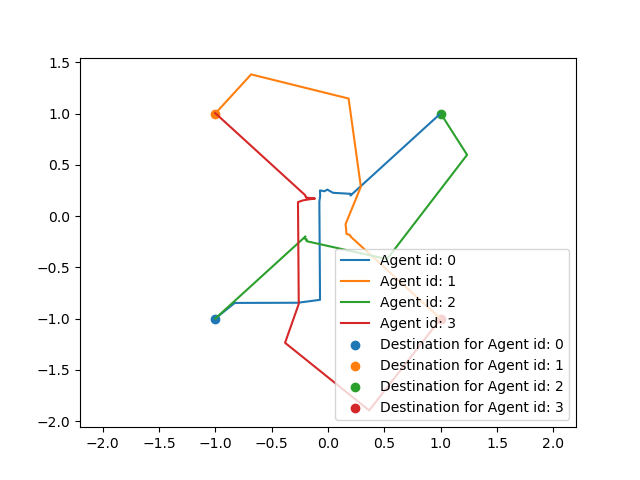 1.5
1.0
0.5
0.0
−0.5
−1.0
−1.5
−2.0
Agent id: 0
Agent id: 1
Agent id: 2
Agent id: 3
Destination for Agent id: 0
Destination for Agent id: 1
Destination for Agent id: 2
Destination for Agent id: 3
−2.0 −1.5 −1.0 −0.5 0.0 0.5 1.0 1.5 2.0